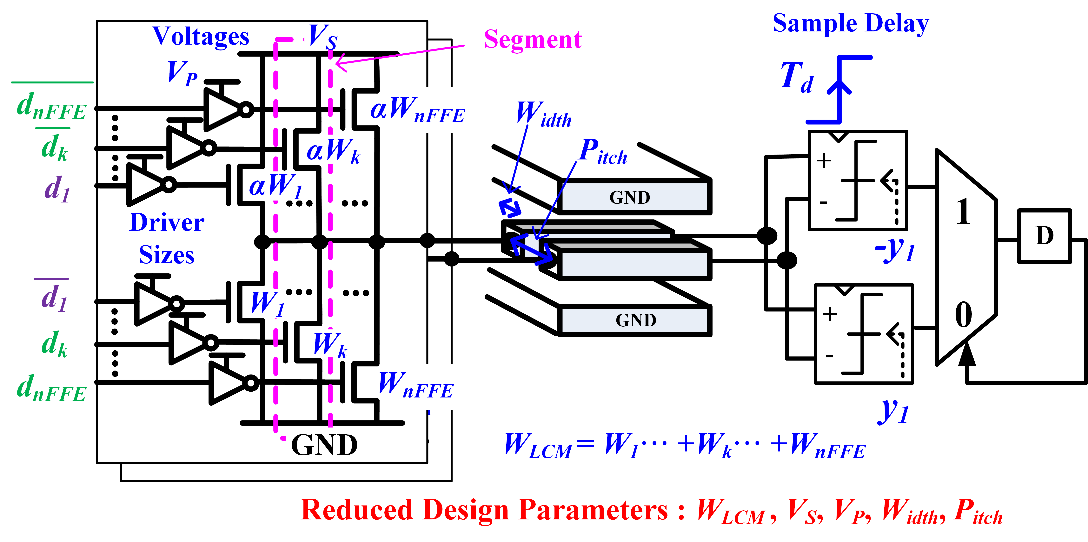 Voltages
V_S
Segment
Sample Delay
V_P
T_d
d_nFFE
αW_nFFE
W_idth
d_k
αW_k
P_itch
+
d_1
αW_1
GND
-
1
Driver
Sizes
-y_1
D
d_1
W_1
+
0
d_k
W_k
GND
-
d_nFFE
W_nFFE
y_1
GND
W_LCM = W_1··· +W_k··· +W_nFFE
Reduced Design Parameters : W_LCM , V_S, V_P, W_idth, P_itch